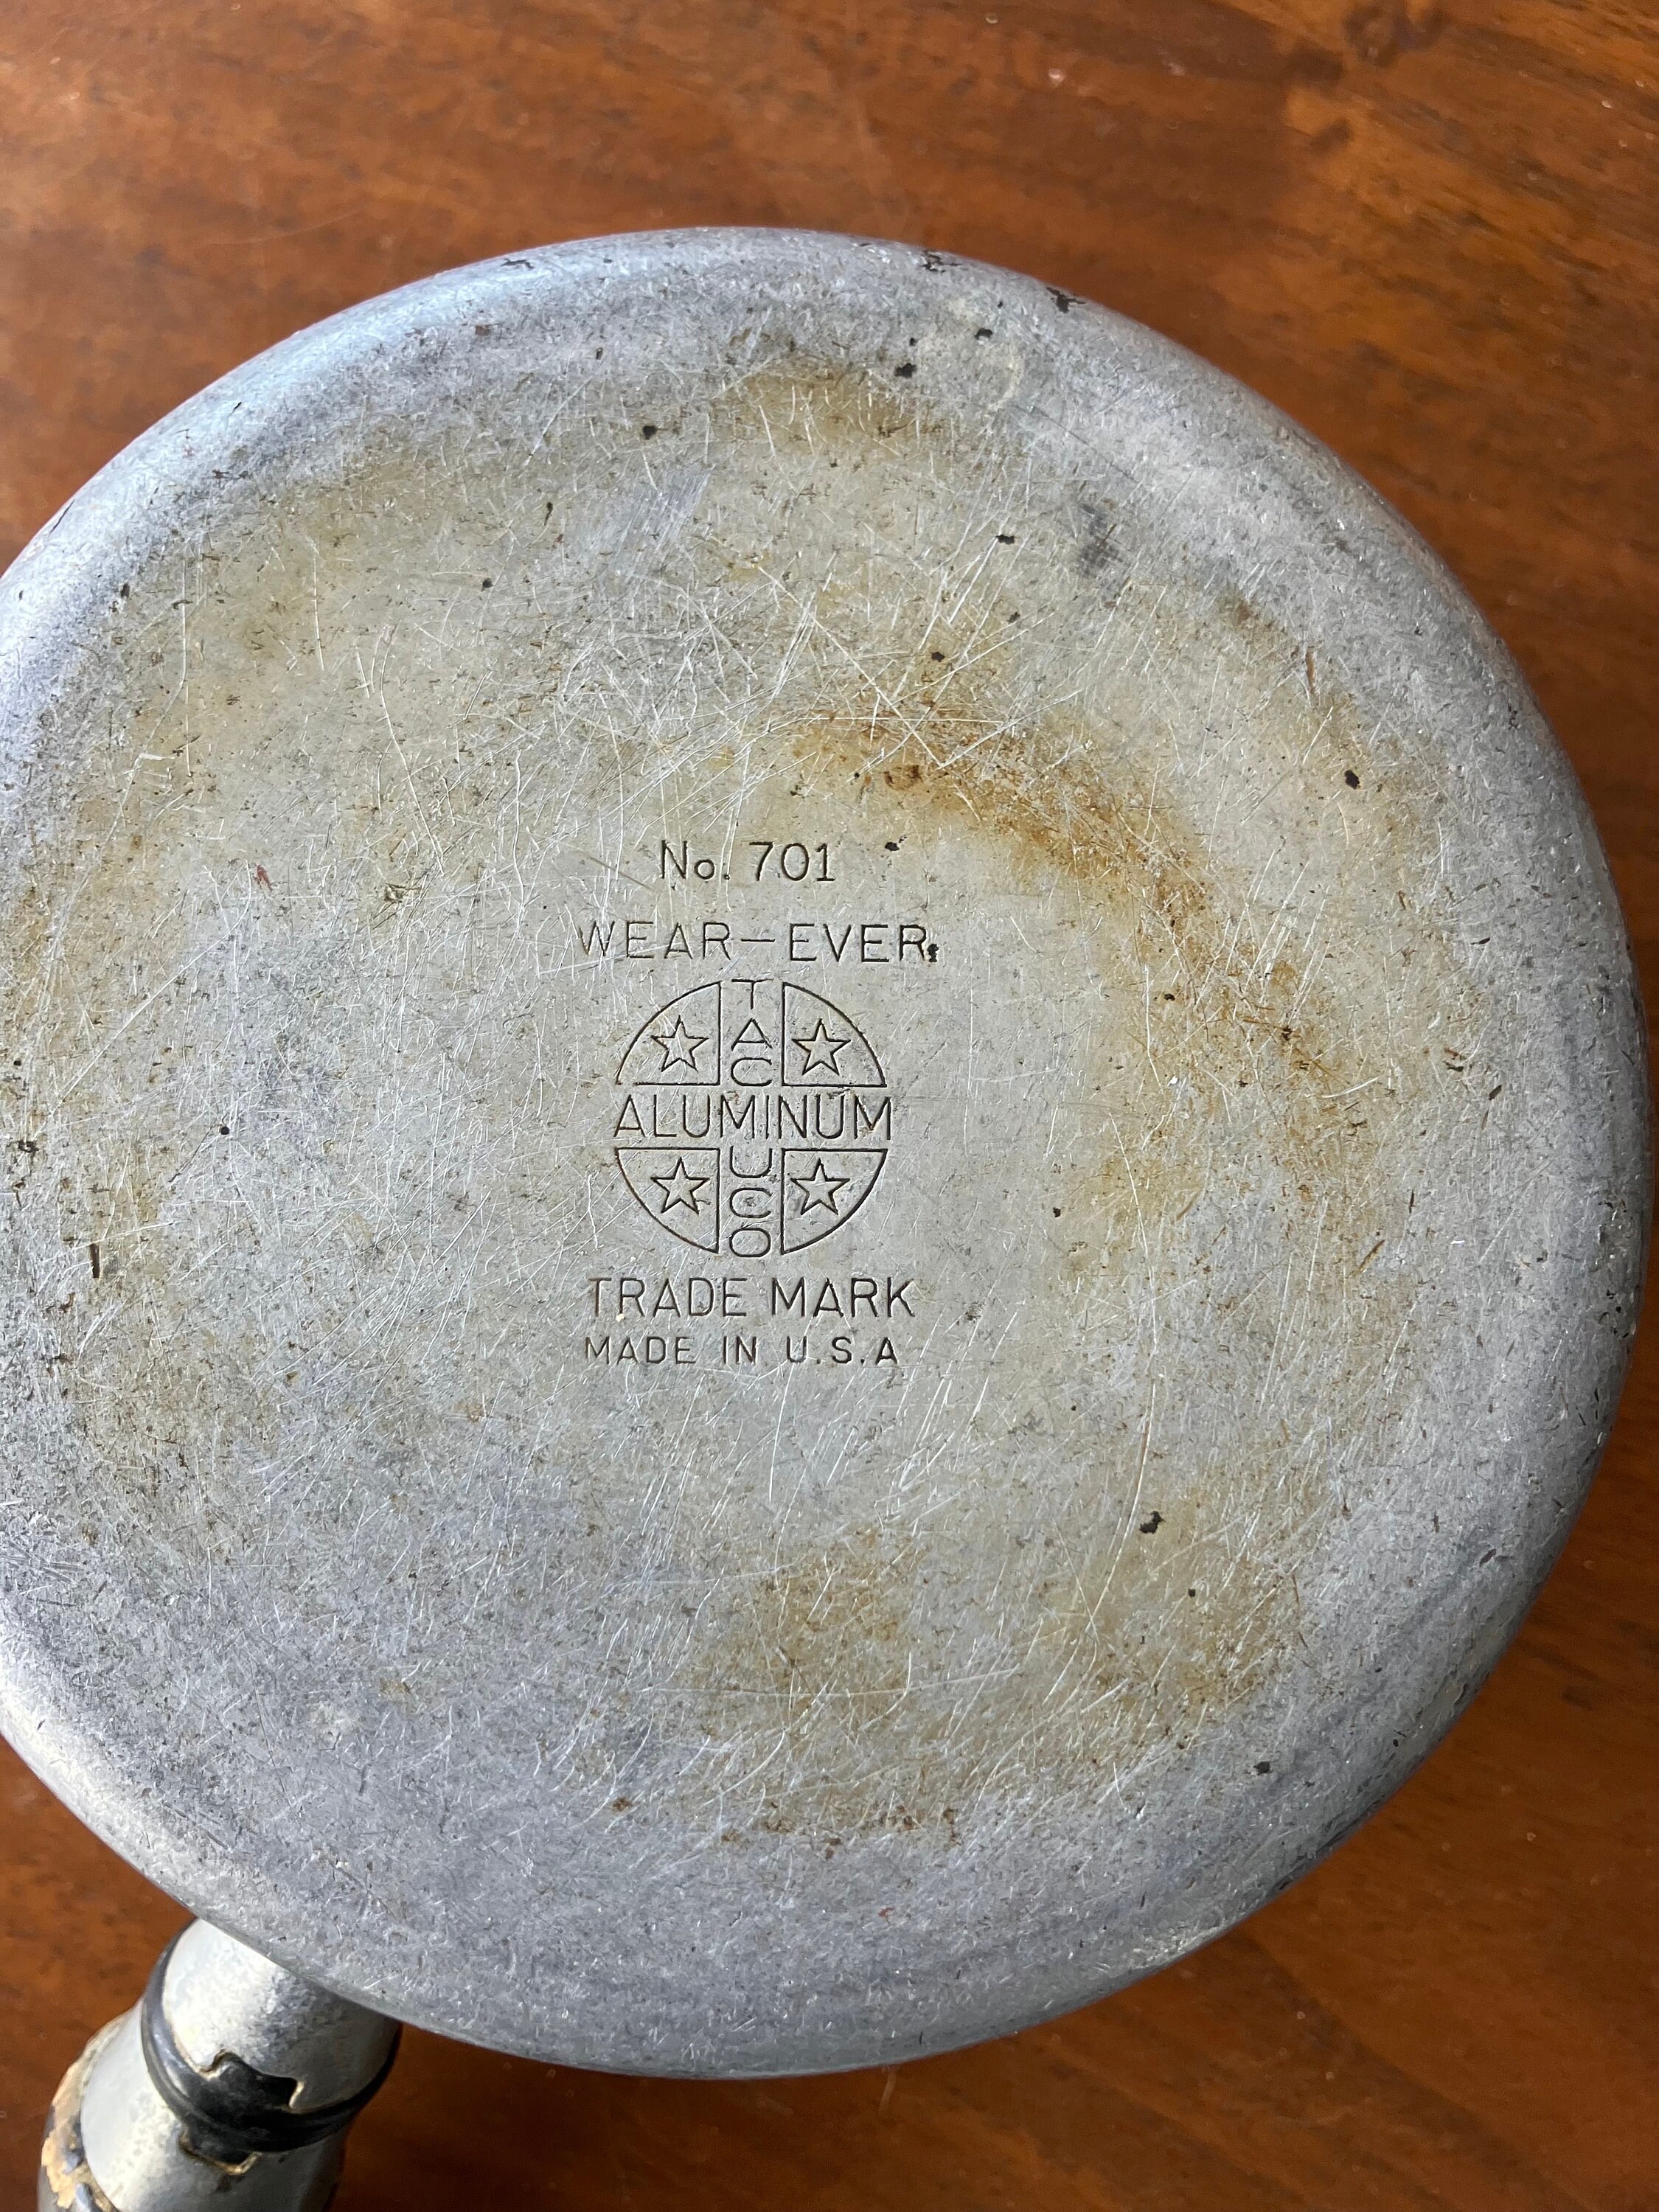 No. 701
WEAR-EVER
TACUCO
ALUMINUM
TRADE MARK
MADE IN U.S.A